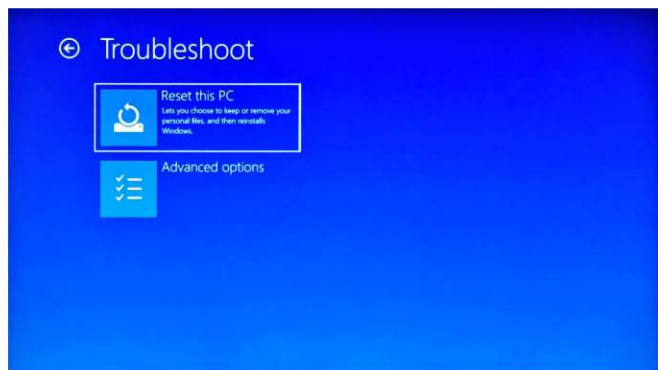 Troubleshoot
Reset this PC
Lets you choose to keep or remove your
personal files, and then reinstalls
Windows.
Advanced options